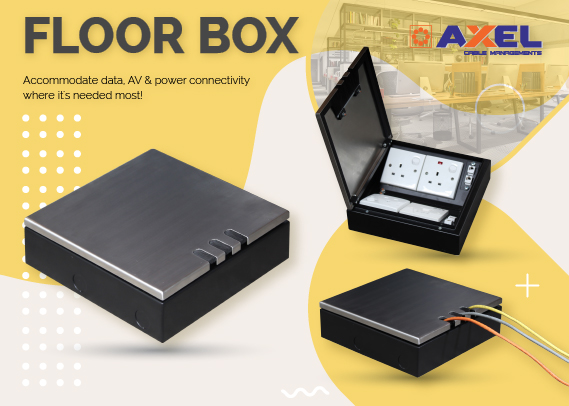 FLOOR BOX
AXEL
CABLE MANAGEMENTS
Accommodate data, AV & power connectivity
where it's needed most!